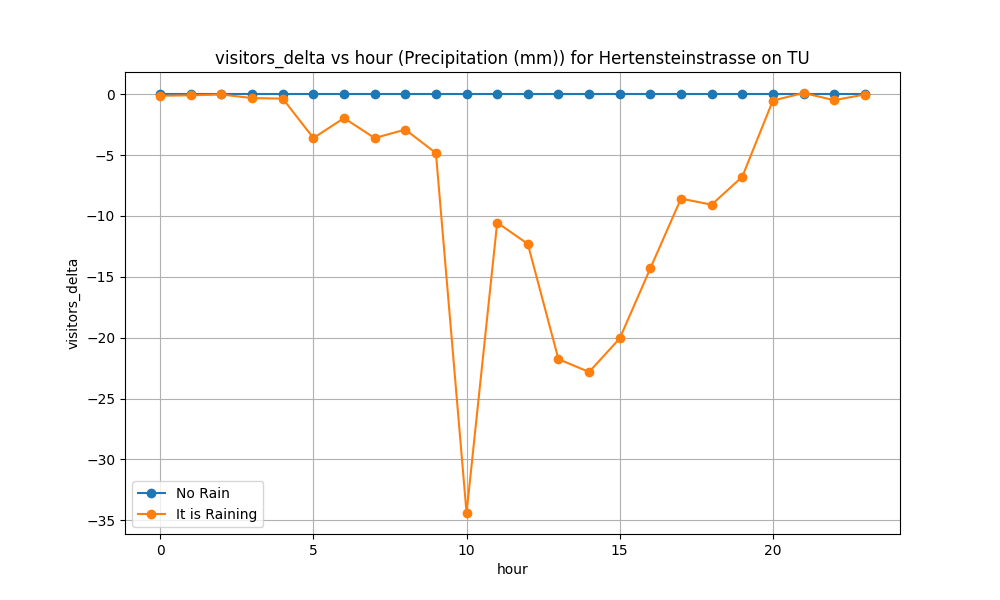 visitors_delta vs hour (Precipitation (mm)) for Hertensteinstrasse on TU
visitors_delta
0
−5
−10
−15
−20
−25
−30
−35
No Rain
It is Raining
0 5 10 15 20
hour